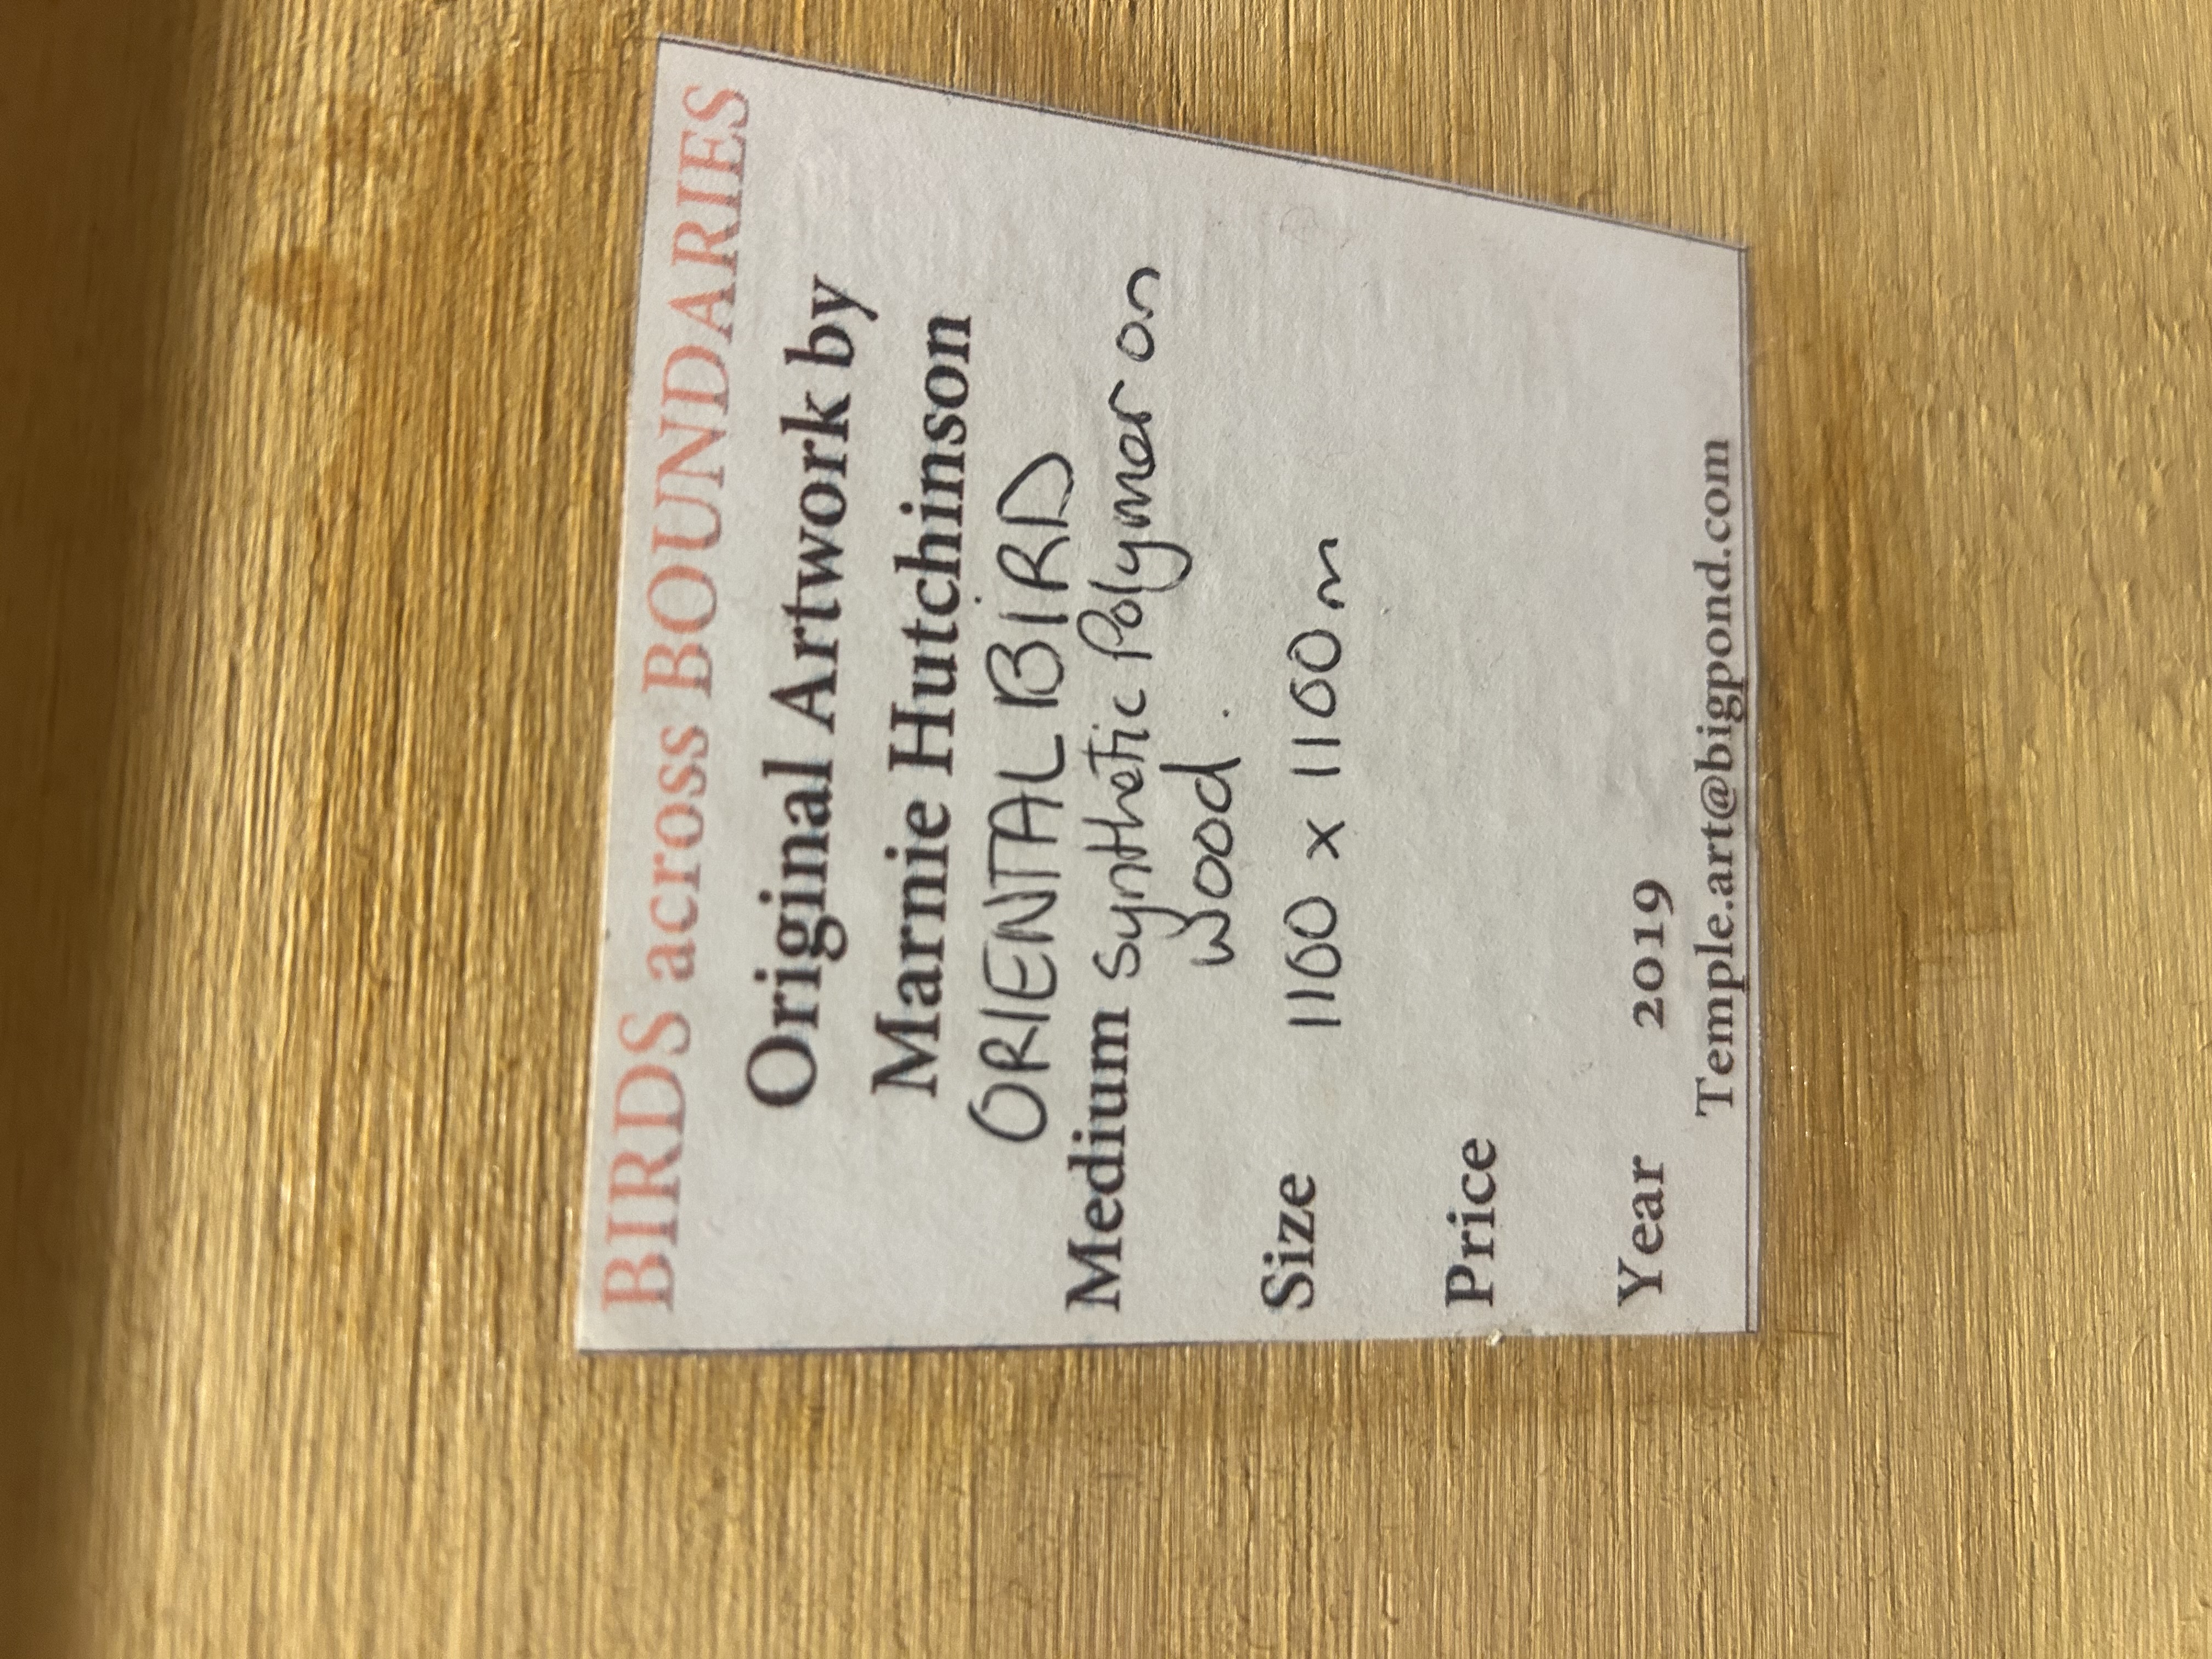 BIRDS across BOUNDARIES
Original Artwork by
Marnie Hutchinson
ORIENTAL BIRD
Medium Synthetic Polymer on
Wood.
Size 1100 x 1100m
Price
Year 2019
Temple.art@bigpond.com